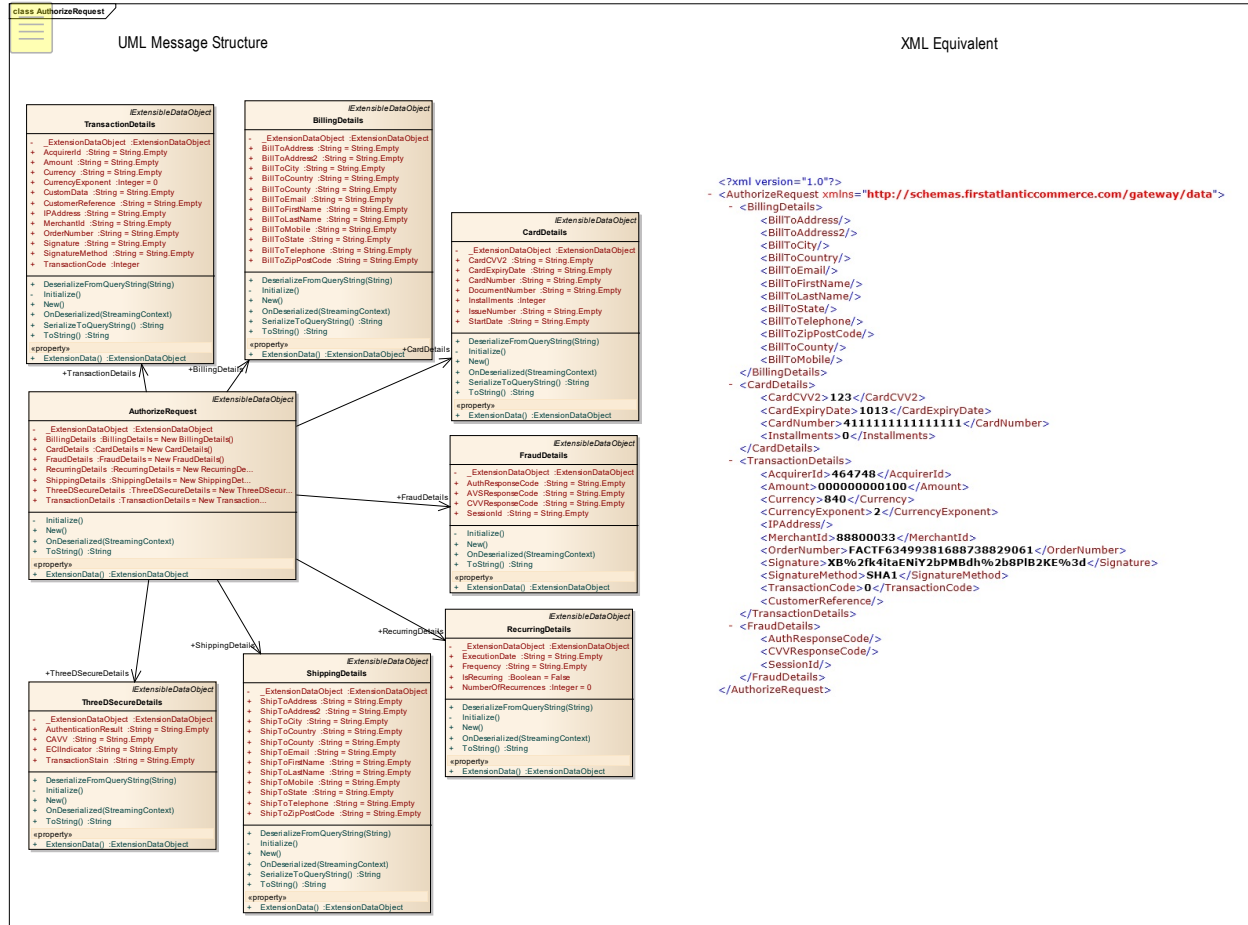 class AuthorizeRequest
UML Message Structure
XML Equivalent
IExtensibleDataObject
TransactionDetails
- _ExtensionDataObject :ExtensionDataObject
+ AcquirerId :String = String.Empty
+ Amount :String = String.Empty
+ Currency :String = String.Empty
+ CurrencyExponent :Integer = 0
+ CustomData :String = String.Empty
+ CustomerReference :String = String.Empty
+ IPAddress :String = String.Empty
+ MerchantId :String = String.Empty
+ OrderNumber :String = String.Empty
+ Signature :String = String.Empty
+ SignatureMethod :String = String.Empty
+ TransactionCode :Integer
+ DeserializeFromQueryString(String)
- Initialize()
+ New()
+ OnDeserialized(StreamingContext)
+ SerializeToQueryString() :String
+ ToString() :String
«property»
+ ExtensionData() :ExtensionDataObject
IExtensibleDataObject
BillingDetails
- _ExtensionDataObject :ExtensionDataObject
+ BillToAddress :String = String.Empty
+ BillToAddress2 :String = String.Empty
+ BillToCity :String = String.Empty
+ BillToCountry :String = String.Empty
+ BillToCounty :String = String.Empty
+ BillToEmail :String = String.Empty
+ BillToFirstName :String = String.Empty
+ BillToLastName :String = String.Empty
+ BillToMobile :String = String.Empty
+ BillToState :String = String.Empty
+ BillToTelephone :String = String.Empty
+ BillToZipPostCode :String = String.Empty
+ DeserializeFromQueryString(String)
- Initialize()
+ New()
+ OnDeserialized(StreamingContext)
+ SerializeToQueryString() :String
+ ToString() :String
«property»
+ ExtensionData() :ExtensionDataObject
IExtensibleDataObject
CardDetails
- _ExtensionDataObject :ExtensionDataObject
+ CardCVV2 :String = String.Empty
+ CardExpiryDate :String = String.Empty
+ CardNumber :String = String.Empty
+ DocumentNumber :String = String.Empty
+ Installments :Integer
+ IssueNumber :String = String.Empty
+ StartDate :String = String.Empty
+ DeserializeFromQueryString(String)
- Initialize()
+ New()
+ OnDeserialized(StreamingContext)
+ SerializeToQueryString() :String
+ ToString() :String
«property»
+ ExtensionData() :ExtensionDataObject
+TransactionDetails
+BillingDetails
+CardDetails
IExtensibleDataObject
AuthorizeRequest
- _ExtensionDataObject :ExtensionDataObject
+ BillingDetails :BillingDetails = New BillingDetails()
+ CardDetails :CardDetails = New CardDetails()
+ FraudDetails :FraudDetails = New FraudDetails()
+ RecurringDetails :RecurringDetails = New RecurringDe...
+ ShippingDetails :ShippingDetails = New ShippingDet...
+ ThreeDSecureDetails :ThreeDSecureDetails = New ThreeDSecur...
+ TransactionDetails :TransactionDetails = New Transaction...
- Initialize()
+ New()
+ OnDeserialized(StreamingContext)
+ ToString() :String
«property»
+ ExtensionData() :ExtensionDataObject
+FraudDetails
IExtensibleDataObject
FraudDetails
- _ExtensionDataObject :ExtensionDataObject
+ AuthResponseCode :String = String.Empty
+ AVSResponseCode :String = String.Empty
+ CVVResponseCode :String = String.Empty
+ SessionId :String = String.Empty
- Initialize()
+ New()
+ OnDeserialized(StreamingContext)
+ ToString() :String
«property»
+ ExtensionData() :ExtensionDataObject
+RecurringDetails
+ShippingDetails
+ThreeDSecureDetails
IExtensibleDataObject
RecurringDetails
- _ExtensionDataObject :ExtensionDataObject
+ ExecutionDate :String = String.Empty
+ Frequency :String = String.Empty
+ IsRecurring :Boolean = False
+ NumberOfRecurrences :Integer = 0
+ DeserializeFromQueryString(String)
- Initialize()
+ New()
+ OnDeserialized(StreamingContext)
+ ToString() :String
«property»
+ ExtensionData() :ExtensionDataObject
IExtensibleDataObject
ThreeDSecureDetails
- _ExtensionDataObject :ExtensionDataObject
+ AuthenticationResult :String = String.Empty
+ CAVV :String = String.Empty
+ ECIIndicator :String = String.Empty
+ TransactionStain :String = String.Empty
+ DeserializeFromQueryString(String)
- Initialize()
+ New()
+ OnDeserialized(StreamingContext)
+ ToString() :String
«property»
+ ExtensionData() :ExtensionDataObject
IExtensibleDataObject
ShippingDetails
- _ExtensionDataObject :ExtensionDataObject
+ ShipToAddress :String = String.Empty
+ ShipToAddress2 :String = String.Empty
+ ShipToCity :String = String.Empty
+ ShipToCountry :String = String.Empty
+ ShipToCounty :String = String.Empty
+ ShipToEmail :String = String.Empty
+ ShipToFirstName :String = String.Empty
+ ShipToLastName :String = String.Empty
+ ShipToMobile :String = String.Empty
+ ShipToState :String = String.Empty
+ ShipToTelephone :String = String.Empty
+ ShipToZipPostCode :String = String.Empty
+ DeserializeFromQueryString(String)
- Initialize()
+ New()
+ OnDeserialized(StreamingContext)
+ SerializeToQueryString() :String
+ ToString() :String
«property»
+ ExtensionData() :ExtensionDataObject
<?xml version="1.0"?>
- <AuthorizeRequest xmlns="http://schemas.firstatlanticcommerce.com/gateway/data">
- <BillingDetails>
<BillToAddress/>
<BillToAddress2/>
<BillToCity/>
<BillToCountry/>
<BillToEmail/>
<BillToFirstName/>
<BillToLastName/>
<BillToState/>
<BillToTelephone/>
<BillToZipPostCode/>
<BillToCounty/>
<BillToMobile/>
</BillingDetails>
- <CardDetails>
<CardCVV2>123</CardCVV2>
<CardExpiryDate>1013</CardExpiryDate>
<CardNumber>4111111111111111</CardNumber>
<Installments>0</Installments>
</CardDetails>
- <TransactionDetails>
<AcquirerId>464748</AcquirerId>
<Amount>000000000100</Amount>
<Currency>840</Currency>
<CurrencyExponent>2</CurrencyExponent>
<IPAddress/>
<MerchantId>88800033</MerchantId>
<OrderNumber>FACTF63499381688738829061</OrderNumber>
<Signature>XB%2fk4itaENiY2bPMBdh%2b8PlB2KE%3d</Signature>
<SignatureMethod>SHA1</SignatureMethod>
<TransactionCode>0</TransactionCode>
<CustomerReference/>
</TransactionDetails>
- <FraudDetails>
<AuthResponseCode/>
<CVVResponseCode/>
<SessionId/>
</FraudDetails>
</AuthorizeRequest>